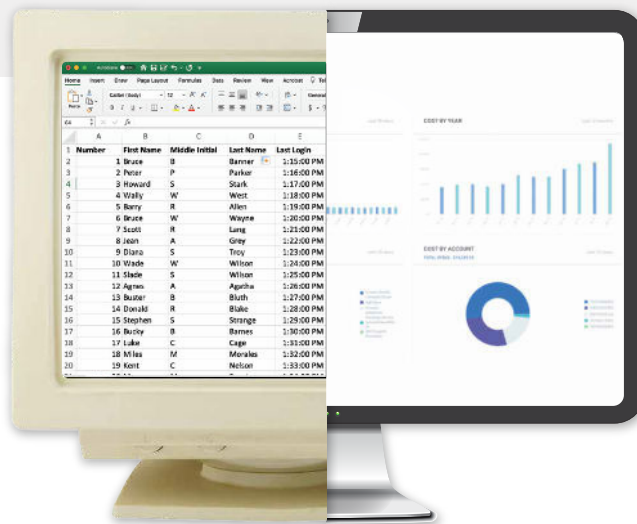 AutoSave
Home Insert Draw Page Layout Formulas Data Review View Acrobat Tel
Paste Calibri (Body) 12 General
A B C D E
1 Number First Name Middle Initial Last Name Last Login
2 1 Bruce B Banner 1:15:00 PM
3 2 Peter P Parker 1:16:00 PM
4 3 Howard S Stark 1:17:00 PM
5 4 Wally W West 1:18:00 PM
6 5 Barry R Allen 1:19:00 PM
7 6 Bruce W Wayne 1:20:00 PM
8 7 Scott R Lang 1:21:00 PM
9 8 Jean A Grey 1:22:00 PM
10 9 Diana S Troy 1:23:00 PM
11 10 Wade W Wilson 1:24:00 PM
12 11 Slade S Wilson 1:25:00 PM
13 12 Agnes A Agatha 1:26:00 PM
14 13 Buster B Bluth 1:27:00 PM
15 14 Donald R Blake 1:28:00 PM
16 15 Stephen S Strange 1:29:00 PM
17 16 Bucky B Barnes 1:30:00 PM
18 17 Luke C Cage 1:31:00 PM
19 18 Miles M Morales 1:32:00 PM
20 19 Kent C Nelson 1:33:00 PM
COST BY YEAR
COST BY ACCOUNT